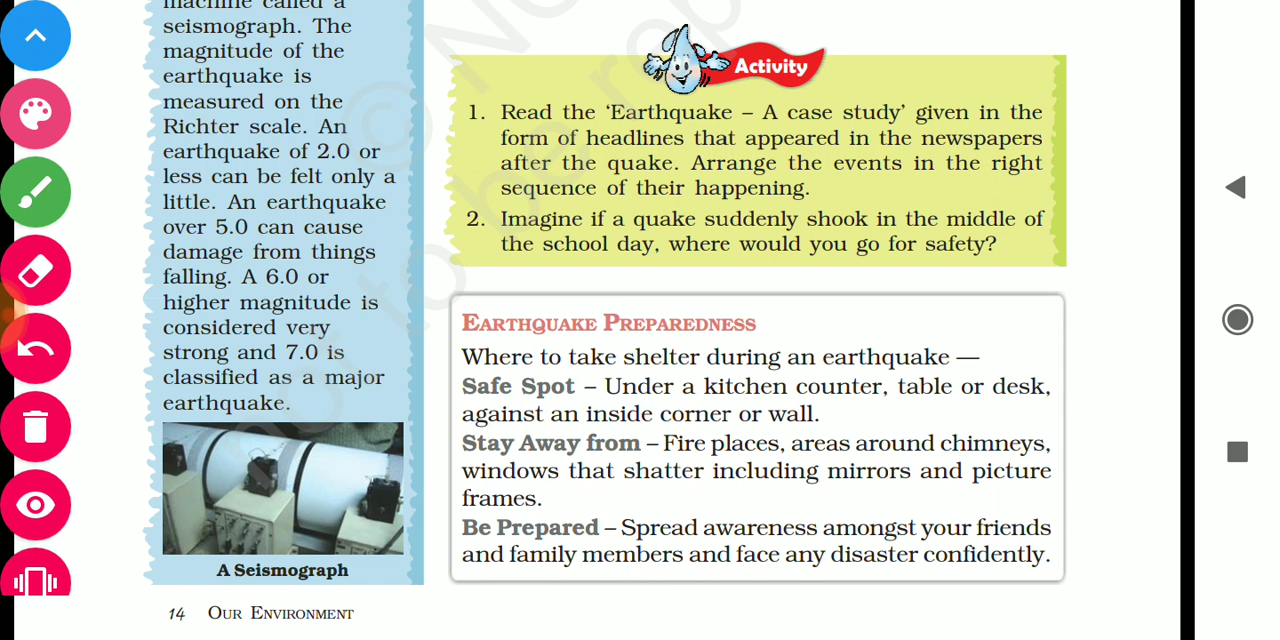 machine called a
seismograph. The
magnitude of the
earthquake is
measured on the
Richter scale. An
earthquake of 2.0 or
less can be felt only a
little. An earthquake
over 5.0 can cause
damage from things
falling. A 6.0 or
higher magnitude is
considered very
strong and 7.0 is
classified as a major
earthquake.
A Seismograph
Activity
1. Read the ‘Earthquake – A case study’ given in the
form of headlines that appeared in the newspapers
after the quake. Arrange the events in the right
sequence of their happening.
2. Imagine if a quake suddenly shook in the middle of
the school day, where would you go for safety?
EARTHQUAKE PREPAREDNESS
Where to take shelter during an earthquake —
Safe Spot – Under a kitchen counter, table or desk,
against an inside corner or wall.
Stay Away from – Fire places, areas around chimneys,
windows that shatter including mirrors and picture
frames.
Be Prepared – Spread awareness amongst your friends
and family members and face any disaster confidently.
14 OUR ENVIRONMENT